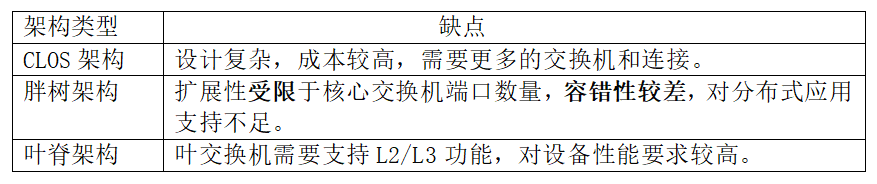 架构类型 缺点
CLOS 架构 设计复杂，成本较高，需要更多的交换机和连接。
胖树架构 扩展性受限于核心交换机端口数量，容错性较差，对分布式应用
支持不足。
叶脊架构 叶交换机需要支持 L2/L3 功能，对设备性能要求较高。